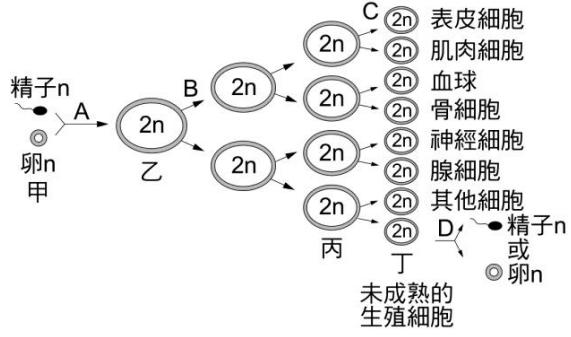 精子n
卵n
甲
A
2n
乙
B
2n
2n
2n
2n
2n
2n
丙
C
2n 表皮細胞
2n 肌肉細胞
2n 血球
2n 骨細胞
2n 神經細胞
2n 腺細胞
2n 其他細胞
2n
丁
未成熟的
生殖細胞
D
精子n
或
卵n